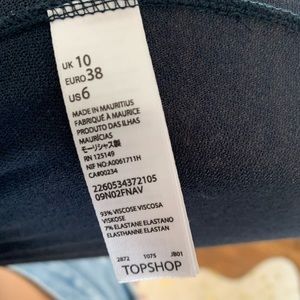 UK 10
EURO 38
US 6
MADE IN MAURITIUS
FABRIQUÉ À MAURICE
PRODUTO DAS ILHAS
MAURÍCIAS
モーリシャス製
RN 125149
NIF NO:A0061711H
CA#00234
2260534372105
09N02FNAV
93% VISCOSE VISCOSA
VISKOSE
7% ELASTANE ELASTANO
ELASTHANNE ELASTAN
2872 1075 JB01
TOPSHOP